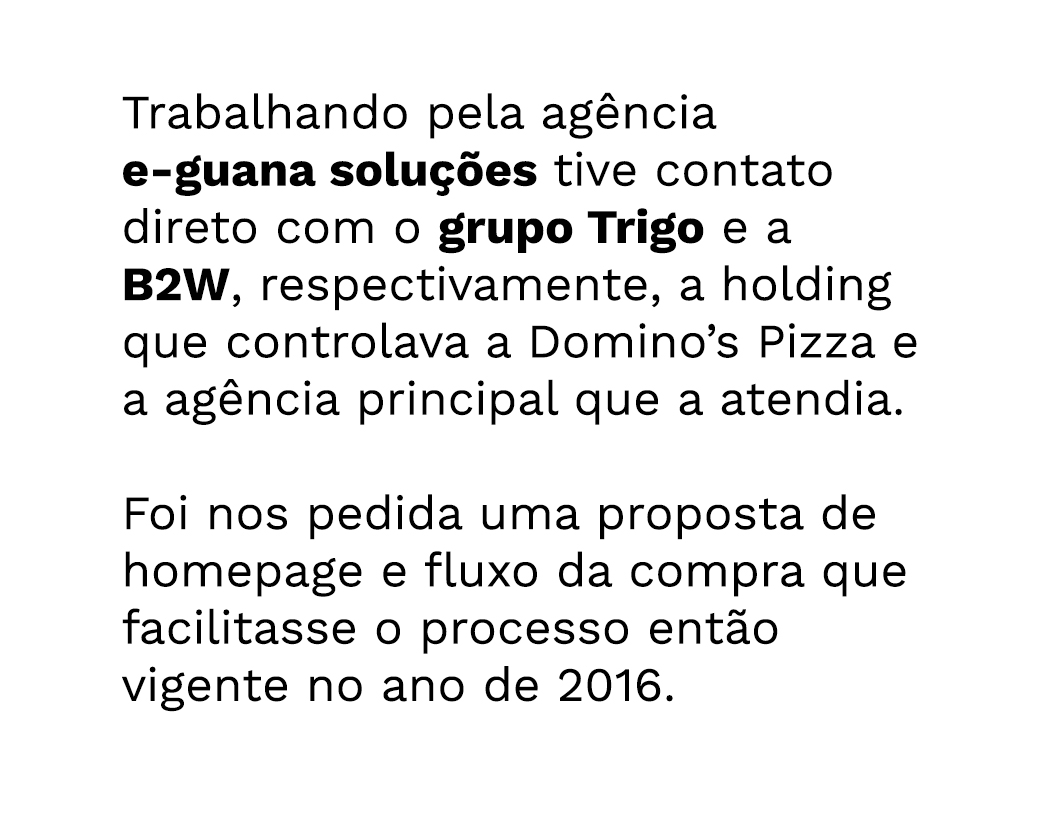 Trabalhando pela agência
e-guana soluções tive contato
direto com o grupo Trigo e a
B2W, respectivamente, a holding
que controlava a Domino’s Pizza e
a agência principal que a atendia.

Foi nos pedida uma proposta de
homepage e fluxo da compra que
facilitasse o processo então
vigente no ano de 2016.